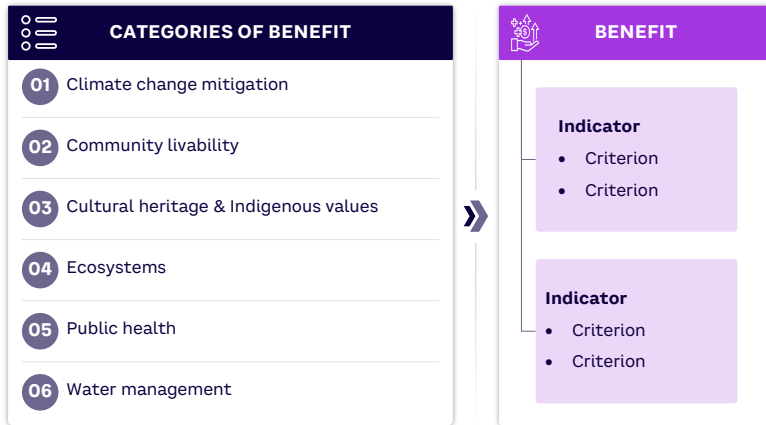 CATEGORIES OF BENEFIT
01 Climate change mitigation
02 Community livability
03 Cultural heritage & Indigenous values
04 Ecosystems
05 Public health
06 Water management
BENEFIT
Indicator
• Criterion
• Criterion
Indicator
• Criterion
• Criterion